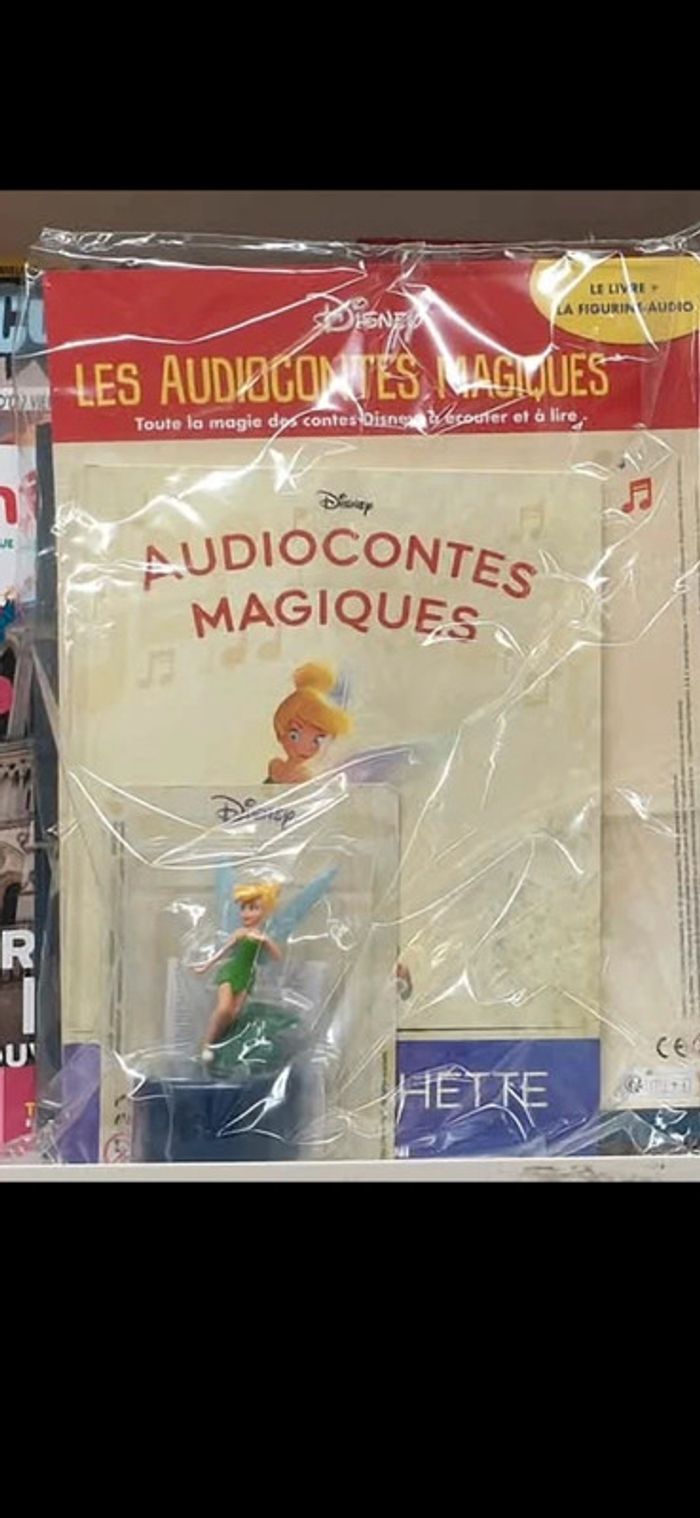 LE LIVRE +
LA FIGURINE-AUDIO
Disney
LES AUDIOCONTES MAGIQUES
Toute la magie des contes Disney à écouter et à lire
Disney
AUDIOCONTES
MAGIQUES
Disney
HETTE
CE